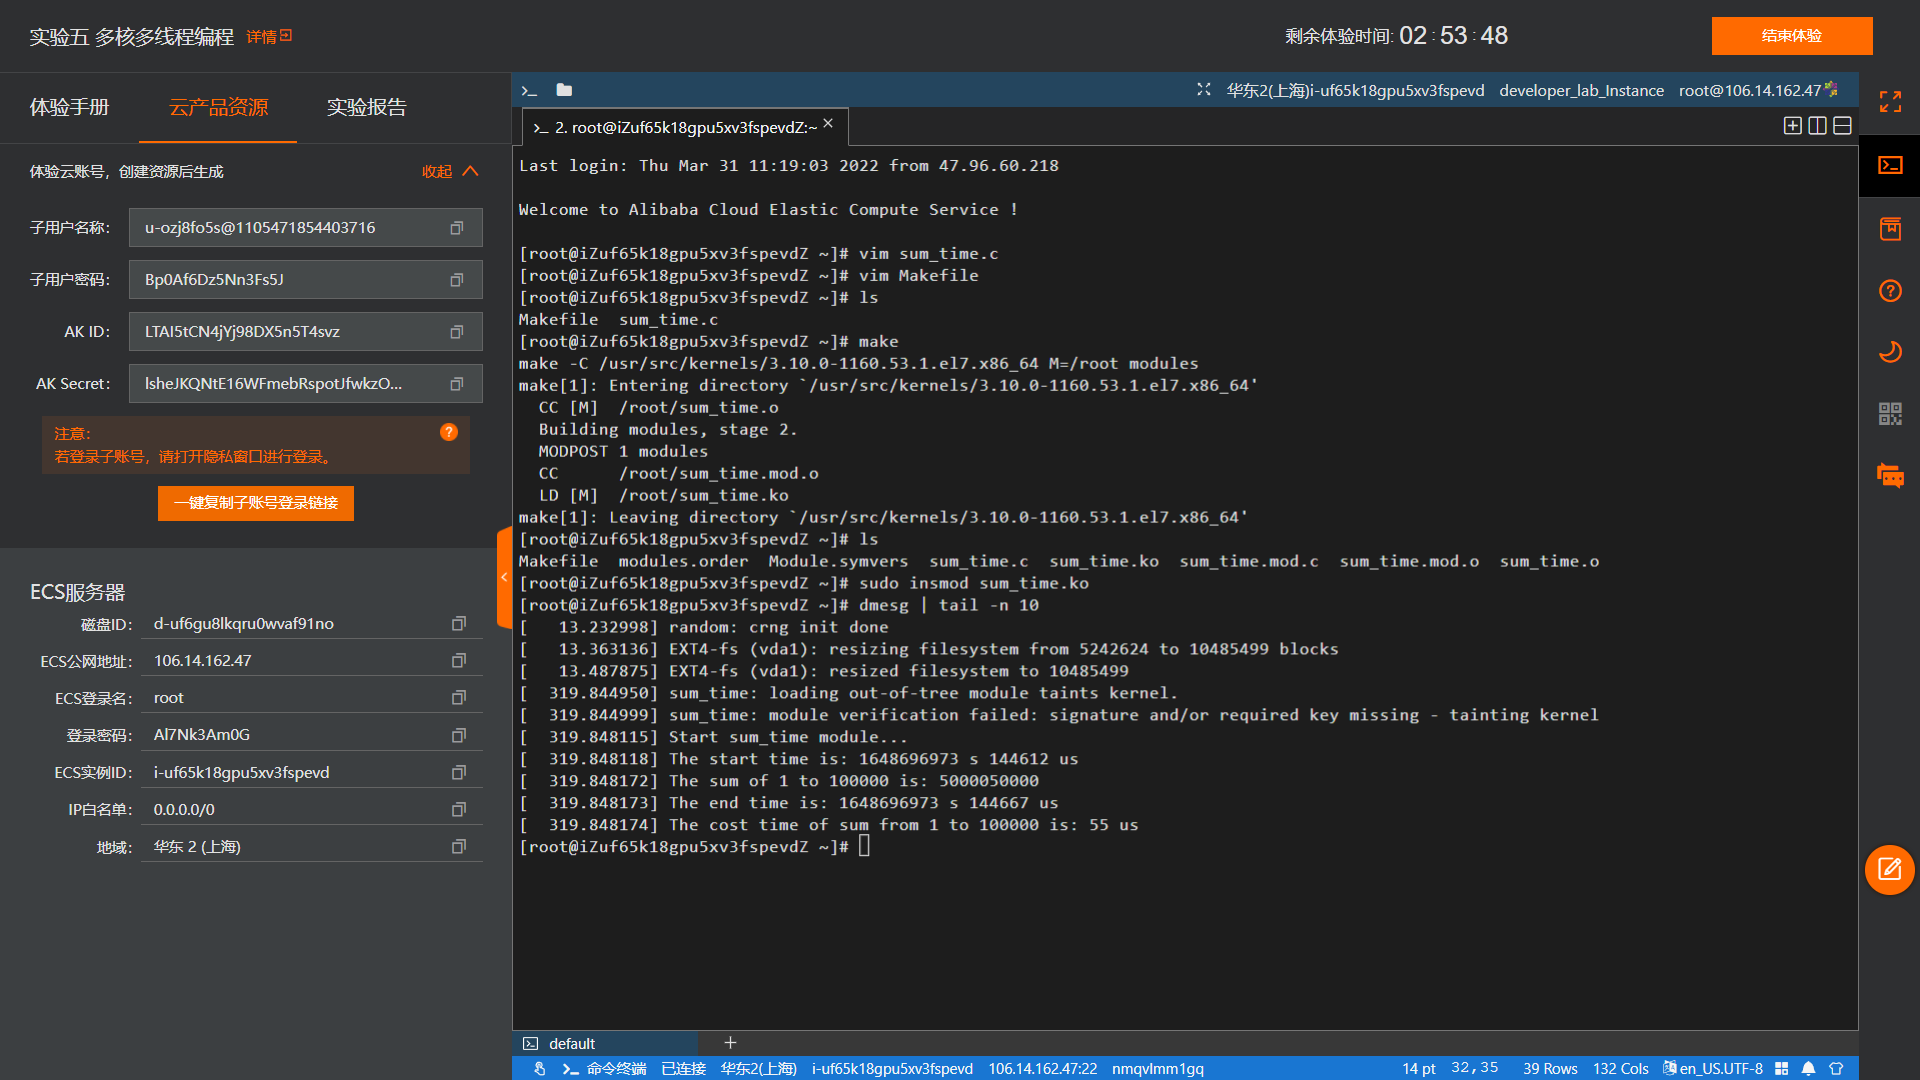 实验五 多核多线程编程 详情
剩余体验时间: 02 : 53 : 48
结束体验
体验手册
云产品资源
实验报告
体验云账号，创建资源后生成
收起
子用户名称: u-ozj8fo5s@1105471854403716
子用户密码: Bp0Af6Dz5Nn3Fs5J
AK ID: LTAI5tCN4jYj98DX5n5T4svz
AK Secret: lsheJKQNtE16WFmebRspotJfwkzO...
注意:
若登录子账号，请打开隐私窗口进行登录。
一键复制子账号登录链接
ECS服务器
磁盘ID: d-uf6gu8lkqru0wvaf91no
ECS公网地址: 106.14.162.47
ECS登录名: root
登录密码: Al7Nk3Am0G
ECS实例ID: i-uf65k18gpu5xv3fspevd
IP白名单: 0.0.0.0/0
地域: 华东 2 (上海)
华东2(上海)i-uf65k18gpu5xv3fspevd developer_lab_Instance root@106.14.162.47
2. root@iZuf65k18gpu5xv3fspevdZ:~
Last login: Thu Mar 31 11:19:03 2022 from 47.96.60.218
Welcome to Alibaba Cloud Elastic Compute Service !
[root@iZuf65k18gpu5xv3fspevdZ ~]# vim sum_time.c
[root@iZuf65k18gpu5xv3fspevdZ ~]# vim Makefile
[root@iZuf65k18gpu5xv3fspevdZ ~]# ls
Makefile  sum_time.c
[root@iZuf65k18gpu5xv3fspevdZ ~]# make
make -C /usr/src/kernels/3.10.0-1160.53.1.el7.x86_64 M=/root modules
make[1]: Entering directory `/usr/src/kernels/3.10.0-1160.53.1.el7.x86_64'
  CC [M]  /root/sum_time.o
  Building modules, stage 2.
  MODPOST 1 modules
  CC      /root/sum_time.mod.o
  LD [M]  /root/sum_time.ko
make[1]: Leaving directory `/usr/src/kernels/3.10.0-1160.53.1.el7.x86_64'
[root@iZuf65k18gpu5xv3fspevdZ ~]# ls
Makefile  modules.order  Module.symvers  sum_time.c  sum_time.ko  sum_time.mod.c  sum_time.mod.o  sum_time.o
[root@iZuf65k18gpu5xv3fspevdZ ~]# sudo insmod sum_time.ko
[root@iZuf65k18gpu5xv3fspevdZ ~]# dmesg | tail -n 10
[   13.232998] random: crng init done
[   13.363136] EXT4-fs (vda1): resizing filesystem from 5242624 to 10485499 blocks
[   13.487875] EXT4-fs (vda1): resized filesystem to 10485499
[  319.844950] sum_time: loading out-of-tree module taints kernel.
[  319.844999] sum_time: module verification failed: signature and/or required key missing - tainting kernel
[  319.848115] Start sum_time module...
[  319.848118] The start time is: 1648696973 s 144612 us
[  319.848172] The sum of 1 to 100000 is: 5000050000
[  319.848173] The end time is: 1648696973 s 144667 us
[  319.848174] The cost time of sum from 1 to 100000 is: 55 us
[root@iZuf65k18gpu5xv3fspevdZ ~]#
default
命令终端 已连接 华东2(上海) i-uf65k18gpu5xv3fspevd 106.14.162.47:22 nmqvlmm1gq 14 pt 32,35 39 Rows 132 Cols en_US.UTF-8